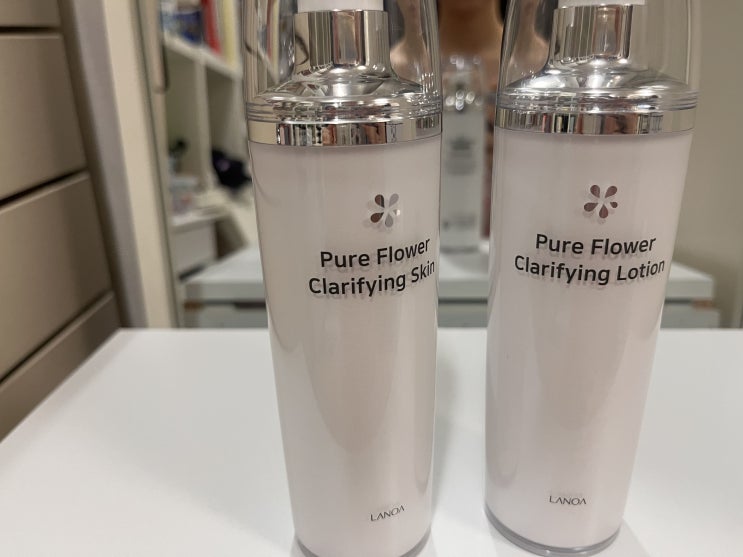 Pure Flower
Clarifying Skin
LANOA
Pure Flower
Clarifying Lotion
LANOA